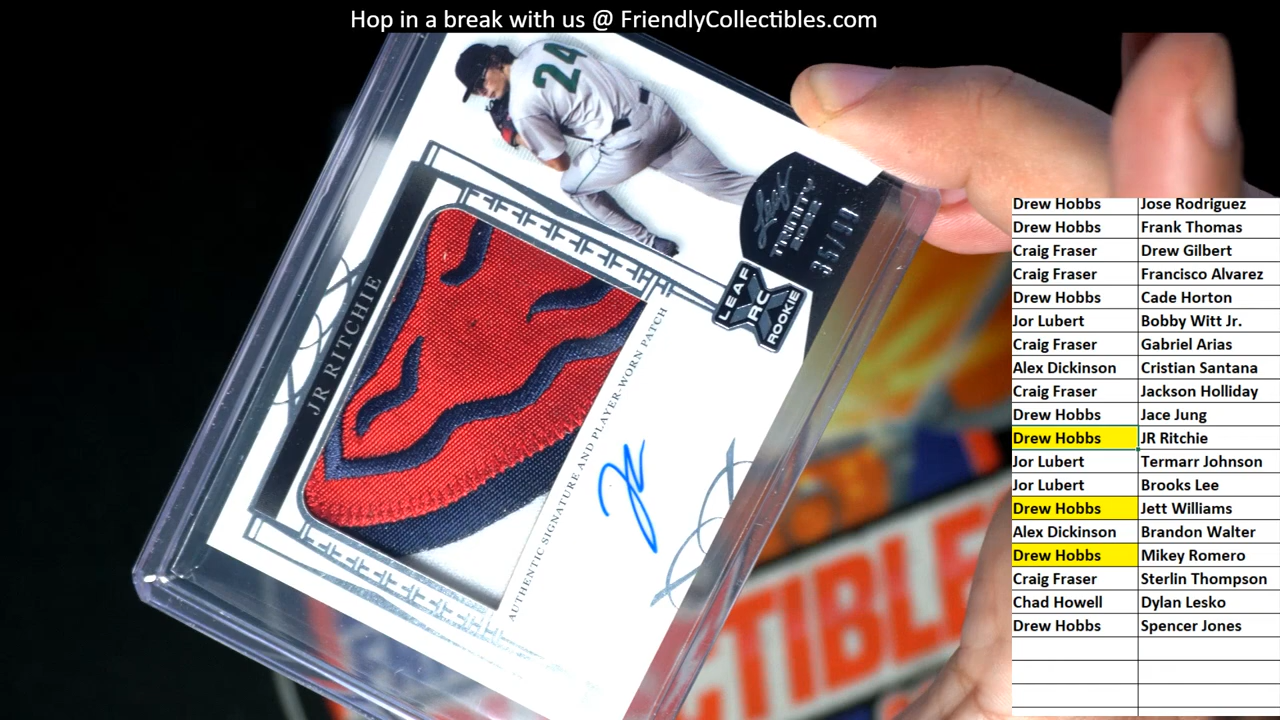 Hop in a break with us @ FriendlyCollectibles.com
24
Leaf
TRINITY
2022
LEAF
RC
ROOKIE
JR RITCHIE
AUTHENTIC SIGNATURE AND PLAYER-WORN PATCH
CTIBLES
Drew Hobbs Jose Rodriguez
Drew Hobbs Frank Thomas
Craig Fraser Drew Gilbert
Craig Fraser Francisco Alvarez
Drew Hobbs Cade Horton
Jor Lubert Bobby Witt Jr.
Craig Fraser Gabriel Arias
Alex Dickinson Cristian Santana
Craig Fraser Jackson Holliday
Drew Hobbs Jace Jung
Drew Hobbs JR Ritchie
Jor Lubert Termarr Johnson
Jor Lubert Brooks Lee
Drew Hobbs Jett Williams
Alex Dickinson Brandon Walter
Drew Hobbs Mikey Romero
Craig Fraser Sterlin Thompson
Chad Howell Dylan Lesko
Drew Hobbs Spencer Jones